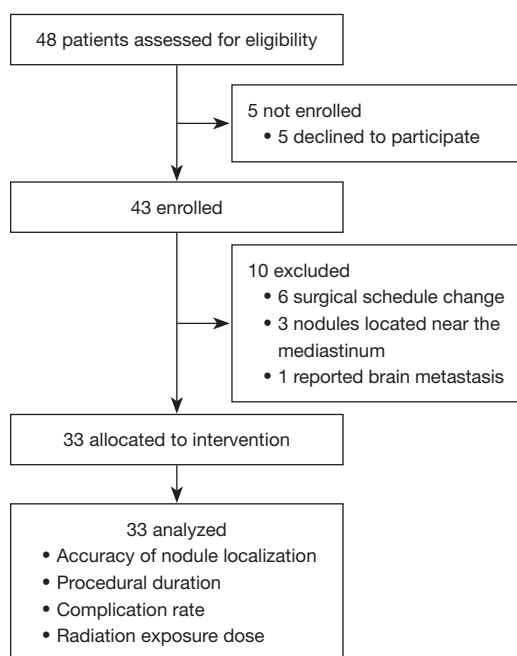 48 patients assessed for eligibility
5 not enrolled
• 5 declined to participate
43 enrolled
10 excluded
• 6 surgical schedule change
• 3 nodules located near the
mediastinum
• 1 reported brain metastasis
33 allocated to intervention
33 analyzed
• Accuracy of nodule localization
• Procedural duration
• Complication rate
• Radiation exposure dose